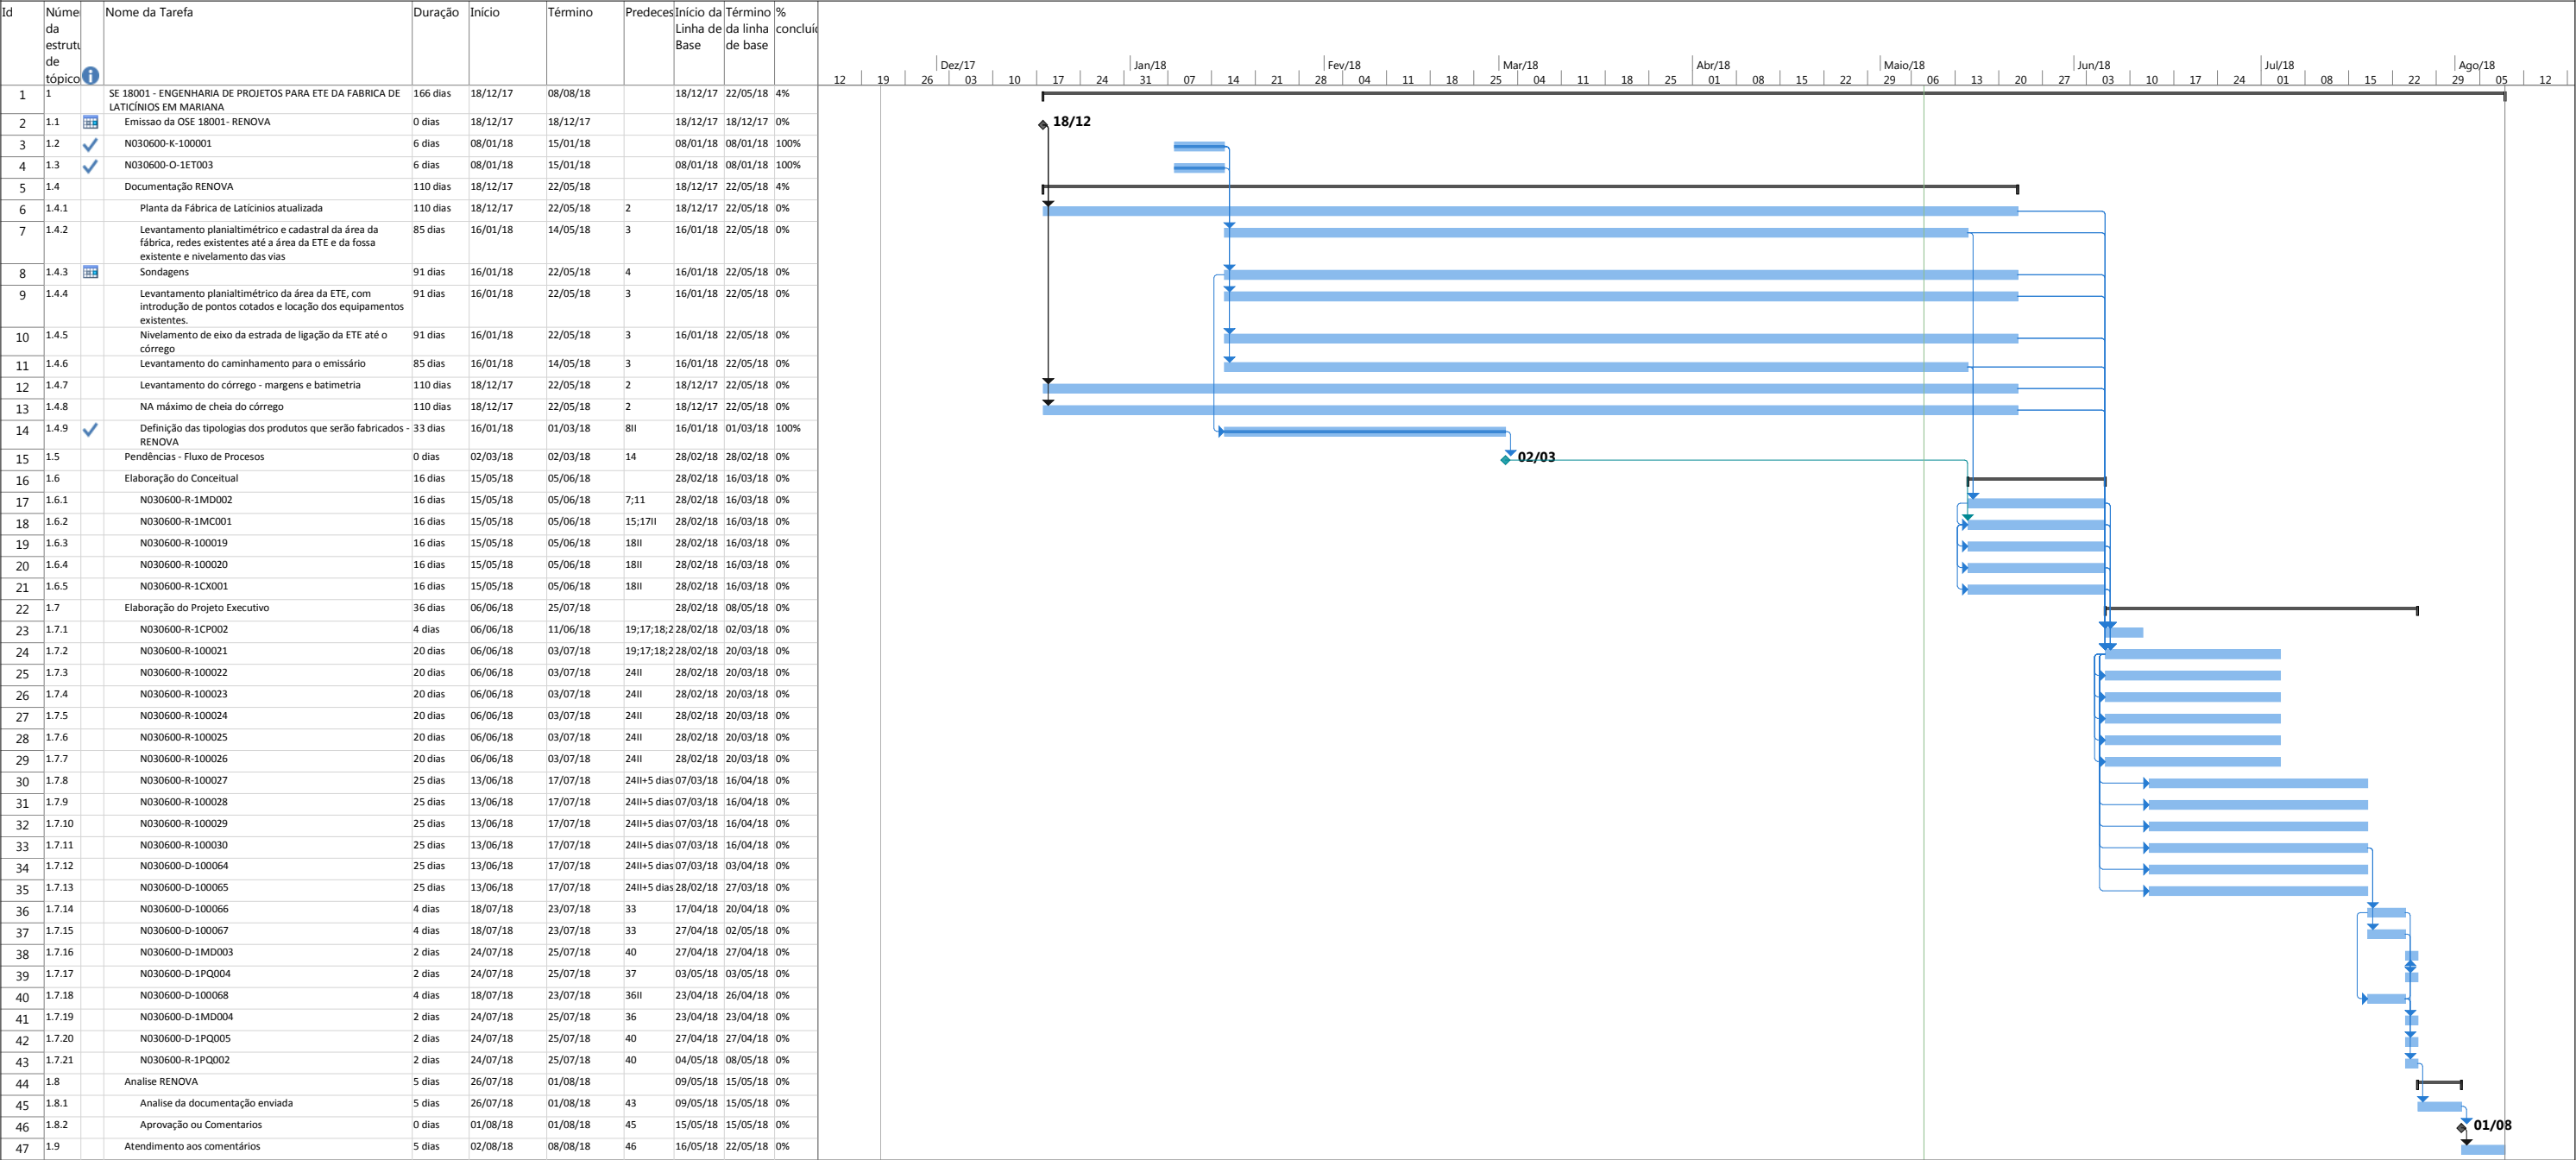 Id Núme Nome da Tarefa Duração Início Término Predeces Início da Término %
da Linha de da linha concluíd
estrutu Base de base
de
tópico
Dez/17 Jan/18 Fev/18 Mar/18 Abr/18 Maio/18 Jun/18 Jul/18 Ago/18
12 19 26 03 10 17 24 31 07 14 21 28 04 11 18 25 04 11 18 25 01 08 15 22 29 06 13 20 27 03 10 17 24 01 08 15 22 29 05 12
1 1 SE 18001 - ENGENHARIA DE PROJETOS PARA ETE DA FABRICA DE 166 dias 18/12/17 08/08/18 18/12/17 22/05/18 4%
LATICÍNIOS EM MARIANA
2 1.1 Emissao da OSE 18001- RENOVA 0 dias 18/12/17 18/12/17 18/12/17 18/12/17 0% 18/12
3 1.2 N030600-K-100001 6 dias 08/01/18 15/01/18 08/01/18 08/01/18 100%
4 1.3 N030600-O-1ET003 6 dias 08/01/18 15/01/18 08/01/18 08/01/18 100%
5 1.4 Documentação RENOVA 110 dias 18/12/17 22/05/18 18/12/17 22/05/18 4%
6 1.4.1 Planta da Fábrica de Latícinios atualizada 110 dias 18/12/17 22/05/18 2 18/12/17 22/05/18 0%
7 1.4.2 Levantamento planialtimétrico e cadastral da área da 85 dias 16/01/18 14/05/18 3 16/01/18 22/05/18 0%
fábrica, redes existentes até a área da ETE e da fossa
existente e nivelamento das vias
8 1.4.3 Sondagens 91 dias 16/01/18 22/05/18 4 16/01/18 22/05/18 0%
9 1.4.4 Levantamento planialtimétrico da área da ETE, com 91 dias 16/01/18 22/05/18 3 16/01/18 22/05/18 0%
introdução de pontos cotados e locação dos equipamentos
existentes.
10 1.4.5 Nivelamento de eixo da estrada de ligação da ETE até o 91 dias 16/01/18 22/05/18 3 16/01/18 22/05/18 0%
córrego
11 1.4.6 Levantamento do caminhamento para o emissário 85 dias 16/01/18 14/05/18 3 16/01/18 22/05/18 0%
12 1.4.7 Levantamento do córrego - margens e batimetria 110 dias 18/12/17 22/05/18 2 18/12/17 22/05/18 0%
13 1.4.8 NA máximo de cheia do córrego 110 dias 18/12/17 22/05/18 2 18/12/17 22/05/18 0%
14 1.4.9 Definição das tipologias dos produtos que serão fabricados - 33 dias 16/01/18 01/03/18 8II 16/01/18 01/03/18 100%
RENOVA
15 1.5 Pendências - Fluxo de Procesos 0 dias 02/03/18 02/03/18 14 28/02/18 28/02/18 0% 02/03
16 1.6 Elaboração do Conceitual 16 dias 15/05/18 05/06/18 28/02/18 16/03/18 0%
17 1.6.1 N030600-R-1MD002 16 dias 15/05/18 05/06/18 7;11 28/02/18 16/03/18 0%
18 1.6.2 N030600-R-1MC001 16 dias 15/05/18 05/06/18 15;17II 28/02/18 16/03/18 0%
19 1.6.3 N030600-R-100019 16 dias 15/05/18 05/06/18 18II 28/02/18 16/03/18 0%
20 1.6.4 N030600-R-100020 16 dias 15/05/18 05/06/18 18II 28/02/18 16/03/18 0%
21 1.6.5 N030600-R-1CX001 16 dias 15/05/18 05/06/18 18II 28/02/18 16/03/18 0%
22 1.7 Elaboração do Projeto Executivo 36 dias 06/06/18 25/07/18 28/02/18 08/05/18 0%
23 1.7.1 N030600-R-1CP002 4 dias 06/06/18 11/06/18 19;17;18;2 28/02/18 02/03/18 0%
24 1.7.2 N030600-R-100021 20 dias 06/06/18 03/07/18 19;17;18;2 28/02/18 20/03/18 0%
25 1.7.3 N030600-R-100022 20 dias 06/06/18 03/07/18 24II 28/02/18 20/03/18 0%
26 1.7.4 N030600-R-100023 20 dias 06/06/18 03/07/18 24II 28/02/18 20/03/18 0%
27 1.7.5 N030600-R-100024 20 dias 06/06/18 03/07/18 24II 28/02/18 20/03/18 0%
28 1.7.6 N030600-R-100025 20 dias 06/06/18 03/07/18 24II 28/02/18 20/03/18 0%
29 1.7.7 N030600-R-100026 20 dias 06/06/18 03/07/18 24II 28/02/18 20/03/18 0%
30 1.7.8 N030600-R-100027 25 dias 13/06/18 17/07/18 24II+5 dias 07/03/18 16/04/18 0%
31 1.7.9 N030600-R-100028 25 dias 13/06/18 17/07/18 24II+5 dias 07/03/18 16/04/18 0%
32 1.7.10 N030600-R-100029 25 dias 13/06/18 17/07/18 24II+5 dias 07/03/18 16/04/18 0%
33 1.7.11 N030600-R-100030 25 dias 13/06/18 17/07/18 24II+5 dias 07/03/18 16/04/18 0%
34 1.7.12 N030600-D-100064 25 dias 13/06/18 17/07/18 24II+5 dias 07/03/18 03/04/18 0%
35 1.7.13 N030600-D-100065 25 dias 13/06/18 17/07/18 24II+5 dias 28/02/18 27/03/18 0%
36 1.7.14 N030600-D-100066 4 dias 18/07/18 23/07/18 33 17/04/18 20/04/18 0%
37 1.7.15 N030600-D-100067 4 dias 18/07/18 23/07/18 33 27/04/18 02/05/18 0%
38 1.7.16 N030600-D-1MD003 2 dias 24/07/18 25/07/18 40 27/04/18 27/04/18 0%
39 1.7.17 N030600-D-1PQ004 2 dias 24/07/18 25/07/18 37 03/05/18 03/05/18 0%
40 1.7.18 N030600-D-100068 4 dias 18/07/18 23/07/18 36II 23/04/18 26/04/18 0%
41 1.7.19 N030600-D-1MD004 2 dias 24/07/18 25/07/18 36 23/04/18 23/04/18 0%
42 1.7.20 N030600-D-1PQ005 2 dias 24/07/18 25/07/18 40 27/04/18 27/04/18 0%
43 1.7.21 N030600-R-1PQ002 2 dias 24/07/18 25/07/18 40 04/05/18 08/05/18 0%
44 1.8 Analise RENOVA 5 dias 26/07/18 01/08/18 09/05/18 15/05/18 0%
45 1.8.1 Analise da documentação enviada 5 dias 26/07/18 01/08/18 43 09/05/18 15/05/18 0%
46 1.8.2 Aprovação ou Comentarios 0 dias 01/08/18 01/08/18 45 15/05/18 15/05/18 0% 01/08
47 1.9 Atendimento aos comentários 5 dias 02/08/18 08/08/18 46 16/05/18 22/05/18 0%